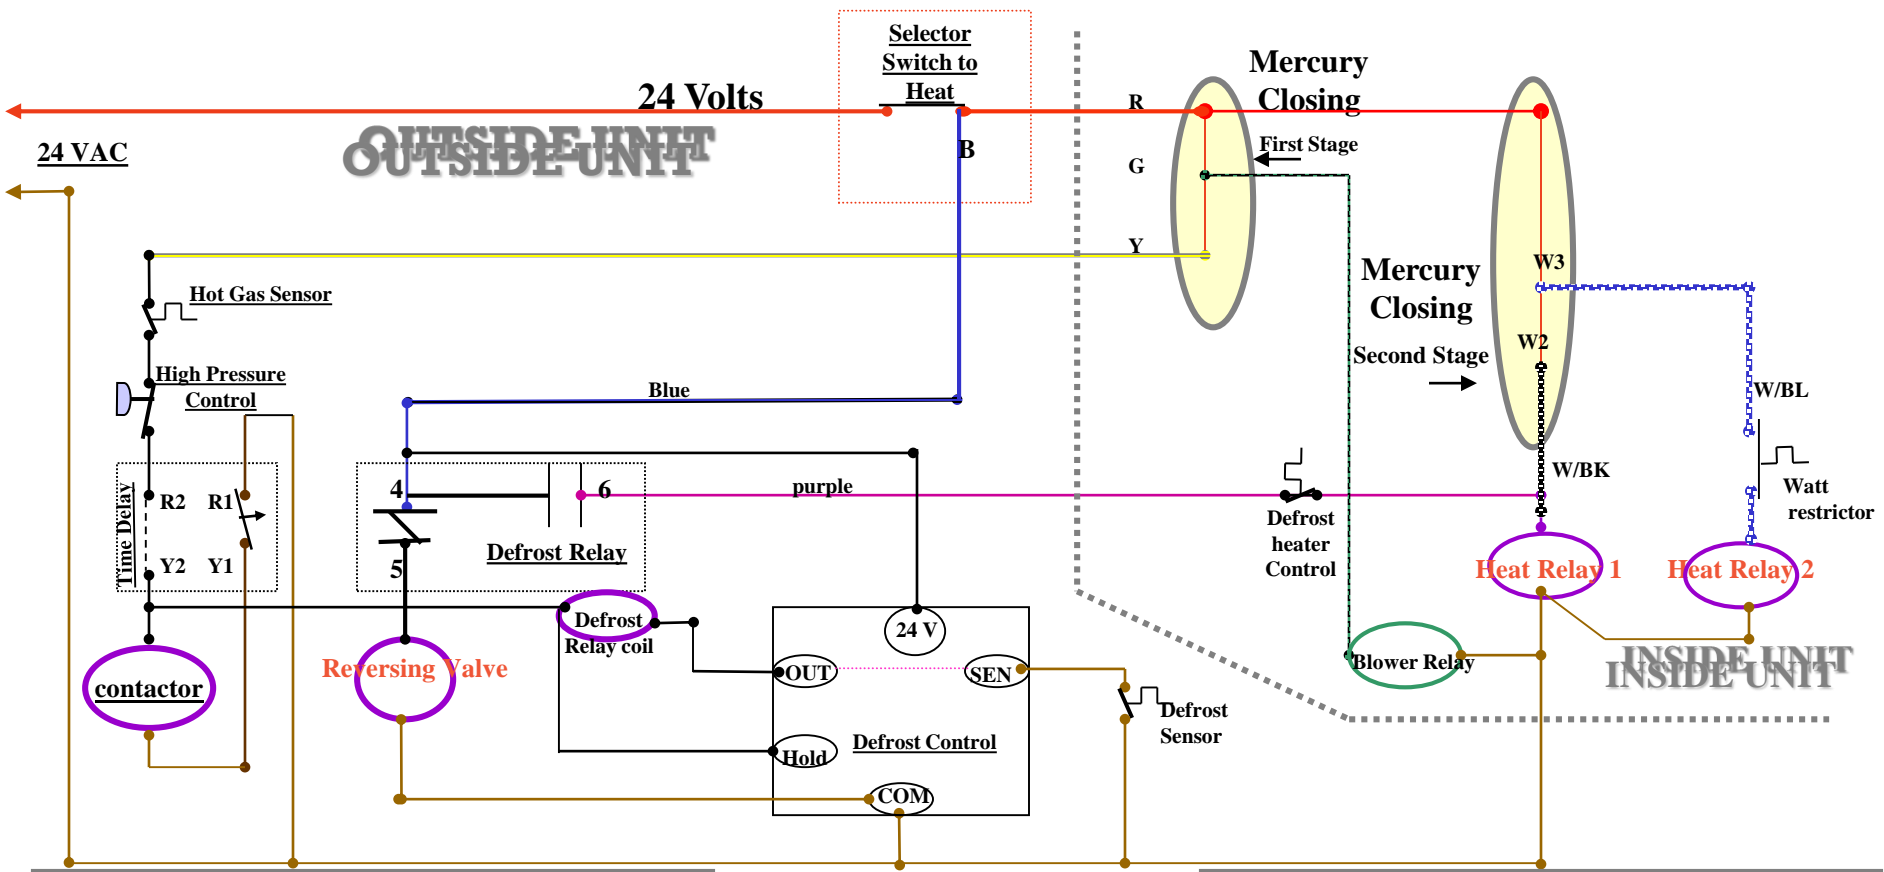 Selector
Switch to
Heat
24 Volts
Mercury
Closing
R
OUTSIDE UNIT
24 VAC
B
First Stage
G
Y
Mercury
Closing
W3
Hot Gas Sensor
W2
Second Stage
High Pressure
Control
Blue
W/BL
W/BK
Time Delay
R2
R1
4
6
purple
Watt
restrictor
Defrost
heater
Control
Defrost Relay
Y2
Y1
5
Heat Relay 1
Heat Relay 2
Defrost
Relay coil
24 V
Reversing Valve
Blower Relay
INSIDE UNIT
contactor
OUT
SEN
Defrost
Sensor
Defrost Control
Hold
COM